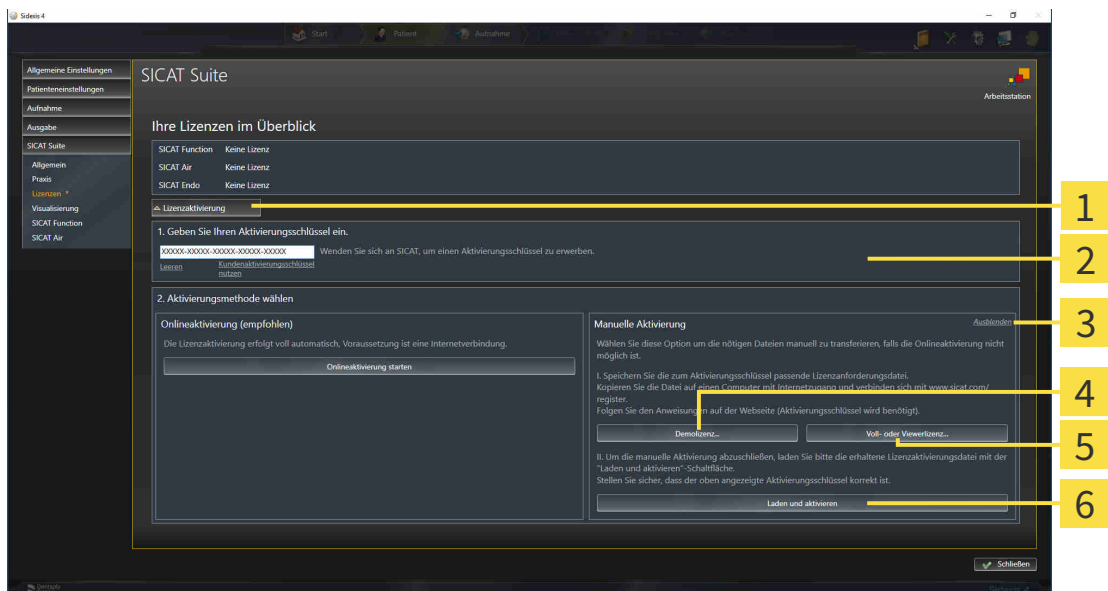 Sidexis 4
Start
Patient
Aufnahme
Allgemeine Einstellungen
Patienteneinstellungen
Aufnahme
Ausgabe
SICAT Suite
Allgemein
Praxis
Lizenzen *
Visualisierung
SICAT Function
SICAT Air
SICAT Suite
Arbeitsstation
Ihre Lizenzen im Überblick
SICAT Function Keine Lizenz
SICAT Air Keine Lizenz
SICAT Endo Keine Lizenz
Lizenzaktivierung
1. Geben Sie Ihren Aktivierungsschlüssel ein.
XXXXX-XXXXX-XXXXX-XXXXX-XXXXX Wenden Sie sich an SICAT, um einen Aktivierungsschlüssel zu erwerben.
Leeren Kundenaktivierungsschlüssel
nutzen
2. Aktivierungsmethode wählen
Onlineaktivierung (empfohlen)
Die Lizenzaktivierung erfolgt voll automatisch, Voraussetzung ist eine Internetverbindung.
Onlineaktivierung starten
Manuelle Aktivierung
Ausblenden
Wählen Sie diese Option um die nötigen Dateien manuell zu transferieren, falls die Onlineaktivierung nicht
möglich ist.
I. Speichern Sie die zum Aktivierungsschlüssel passende Lizenzanforderungsdatei.
Kopieren Sie die Datei auf einen Computer mit Internetzugang und verbinden sich mit www.sicat.com/
register.
Folgen Sie den Anweisungen auf der Webseite (Aktivierungsschlüssel wird benötigt).
Demolizenz...
Voll- oder Viewerlizenz...
II. Um die manuelle Aktivierung abzuschließen, laden Sie bitte die erhaltene Lizenzaktivierungsdatei mit der
"Laden und aktivieren"-Schaltfläche.
Stellen Sie sicher, dass der oben angezeigte Aktivierungsschlüssel korrekt ist.
Laden und aktivieren
Schließen
1
2
3
4
5
6